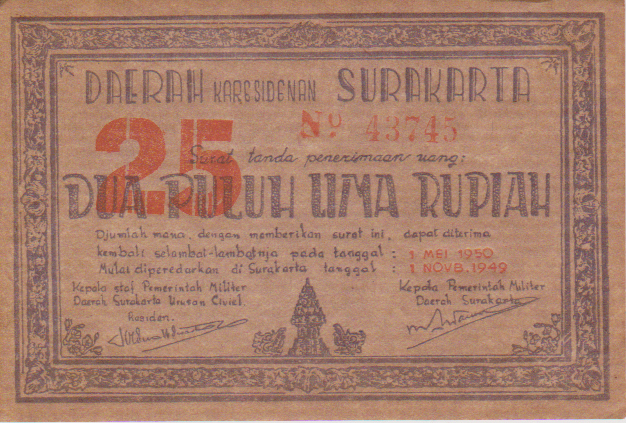 DAERAH KARESIDENAN SURAKARTA
25
No 43745
Surat tanda penerimaan uang:
DUA PULUH LIMA RUPIAH
Djumlah mana, dengan memberikan surat ini, dapat diterima
kembali selambat-lambatnja pada tanggal : 1 MEI 1950
Mulai diperedarkan di Surakarta tanggal : 1 NOVB. 1949
Kepala staf Pemerintah Militer
Daerah Surakarta Urusan Civiel.
Residen.
Kepala Pemerintah Militer
Daerah Surakarta